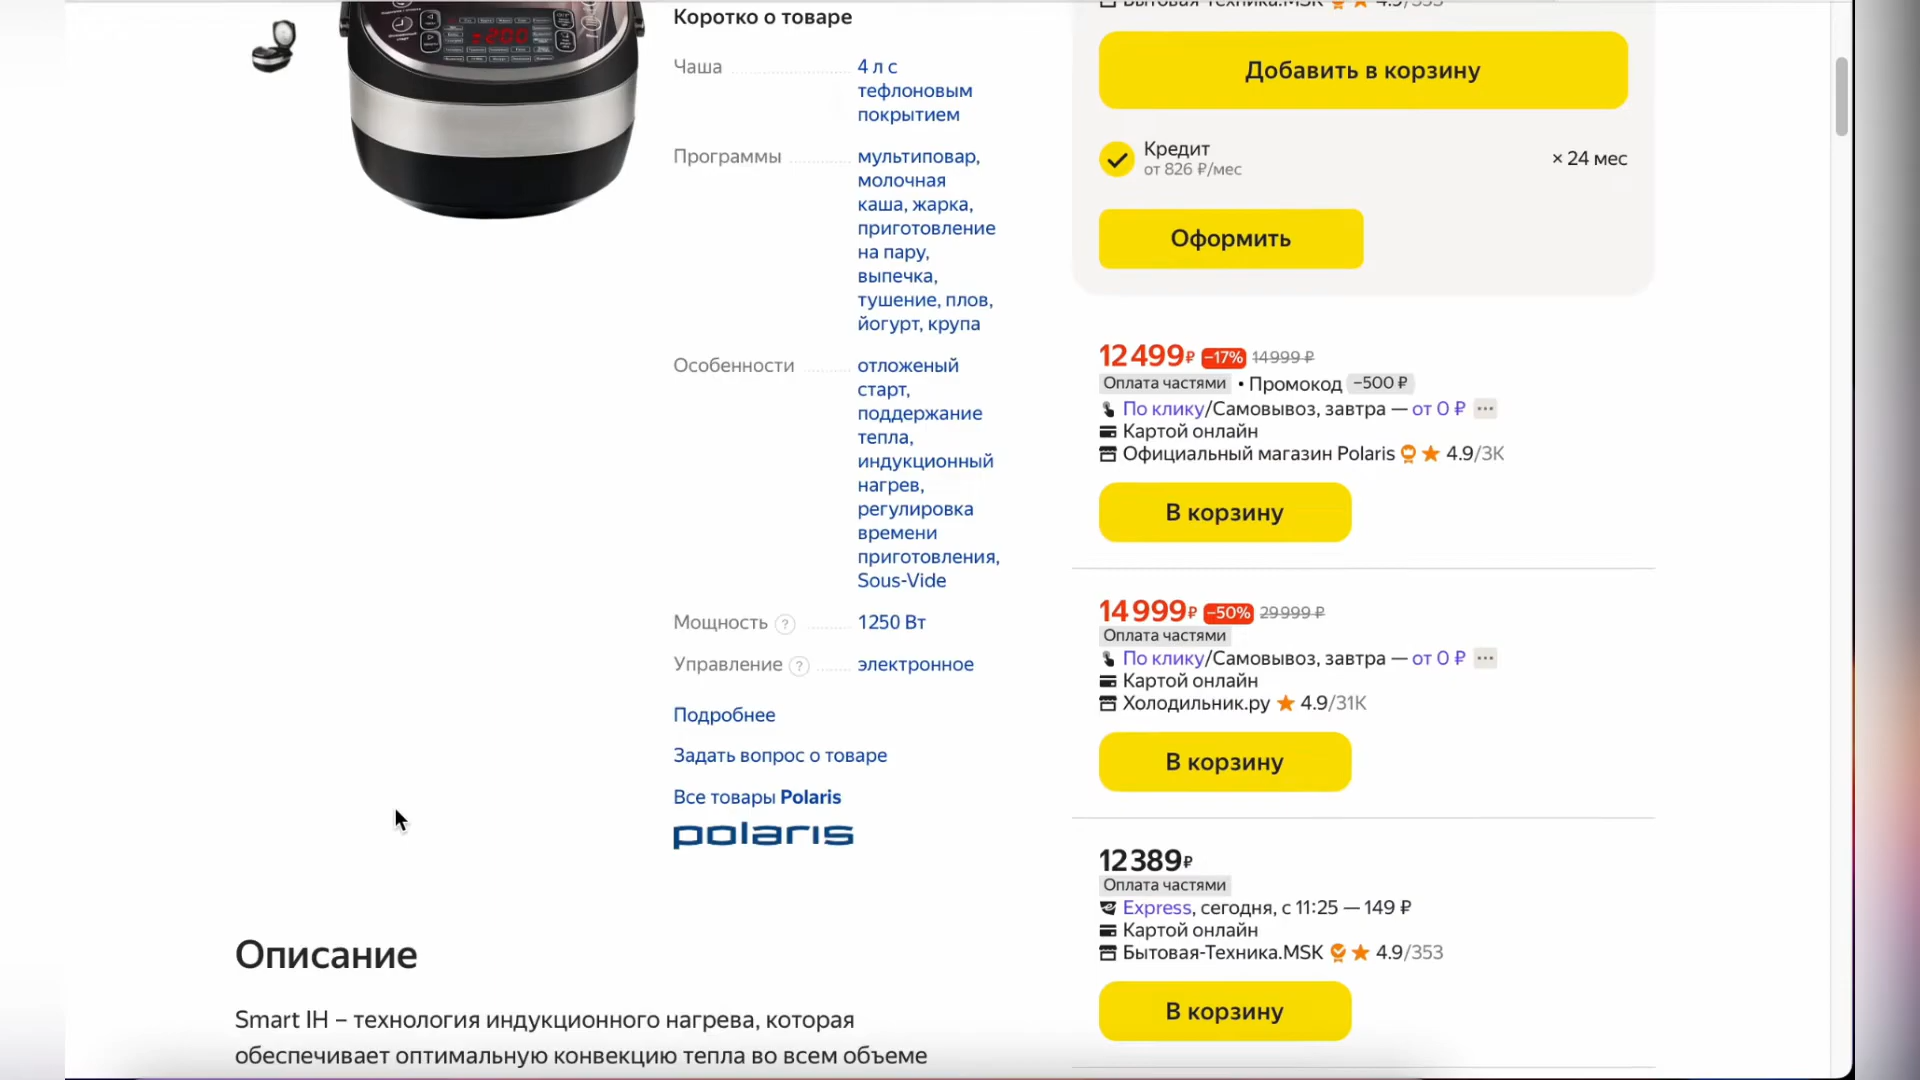 Коротко о товаре
Чаша
4 л с
тефлоновым
покрытием
Программы
мультиповар,
молочная
каша, жарка,
приготовление
на пару,
выпечка,
тушение, плов,
йогурт, крупа
Особенности
отложеный
старт,
поддержание
тепла,
индукционный
нагрев,
регулировка
времени
приготовления,
Sous-Vide
Мощность ?
1250 Вт
Управление ?
электронное
Подробнее
Задать вопрос о товаре
Все товары Polaris
polaris
Описание
Smart IH – технология индукционного нагрева, которая
обеспечивает оптимальную конвекцию тепла во всем объеме
Бытовая-Техника.MSK 4.9/353
Добавить в корзину
Кредит
от 826 ₽/мес
× 24 мес
Оформить
12 499 ₽ −17% 14 999 ₽
Оплата частями • Промокод −500 ₽
По клику/Самовывоз, завтра — от 0 ₽ ···
Картой онлайн
Официальный магазин Polaris 4.9/3K
В корзину
14 999 ₽ −50% 29 999 ₽
Оплата частями
По клику/Самовывоз, завтра — от 0 ₽ ···
Картой онлайн
Холодильник.ру 4.9/31K
В корзину
12 389 ₽
Оплата частями
Express, сегодня, с 11:25 — 149 ₽
Картой онлайн
Бытовая-Техника.MSK 4.9/353
В корзину